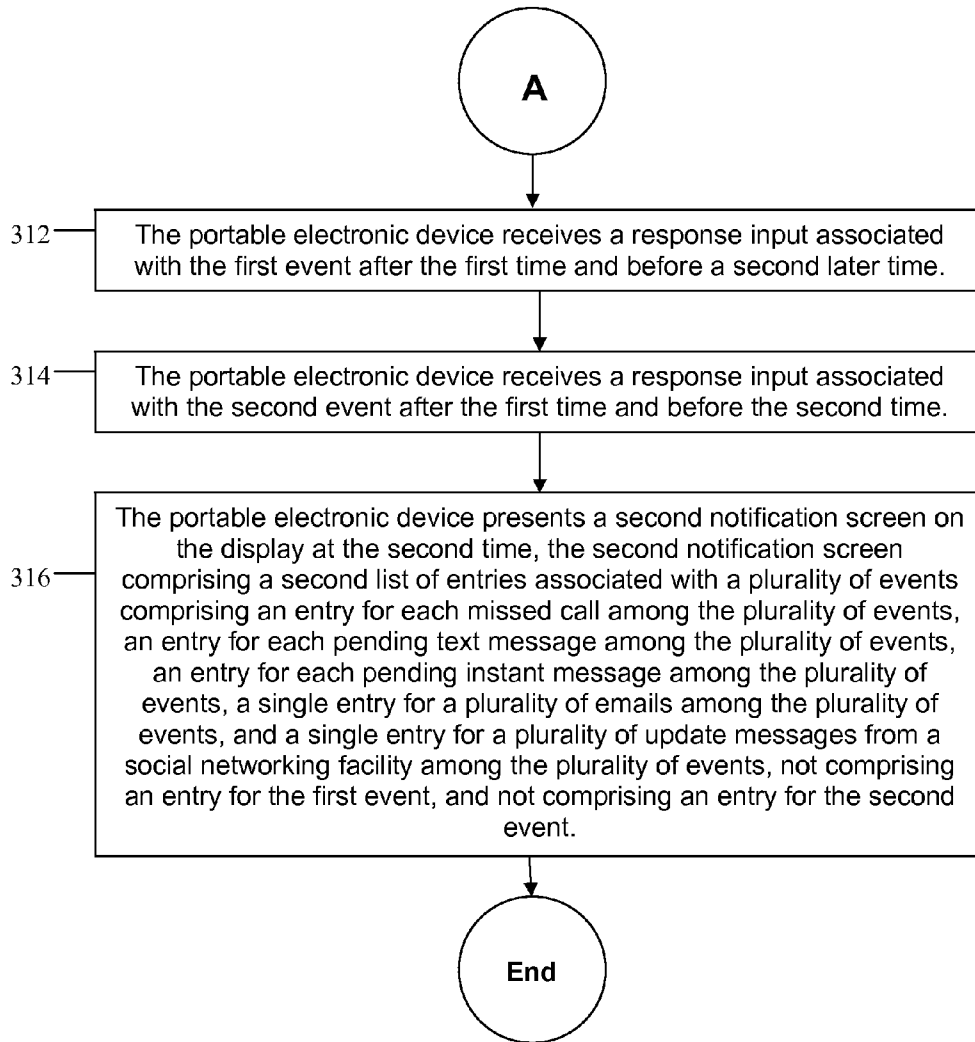 A
312
The portable electronic device receives a response input associated
with the first event after the first time and before a second later time.
314
The portable electronic device receives a response input associated
with the second event after the first time and before the second time.
316
The portable electronic device presents a second notification screen on
the display at the second time, the second notification screen
comprising a second list of entries associated with a plurality of events
comprising an entry for each missed call among the plurality of events,
an entry for each pending text message among the plurality of events,
an entry for each pending instant message among the plurality of
events, a single entry for a plurality of emails among the plurality of
events, and a single entry for a plurality of update messages from a
social networking facility among the plurality of events, not comprising
an entry for the first event, and not comprising an entry for the second
event.
End